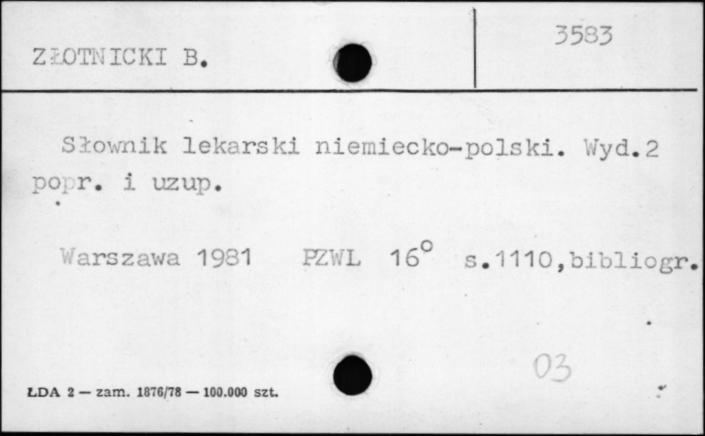 3583
ZŁOTNICKI B.
Słownik lekarski niemiecko-polski. Wyd.2
popr. i uzup.
Warszawa 1981 PZWL 16° s.1110,bibliogr.
03
ŁDA 2 — zam. 1876/78 — 100.000 szt.